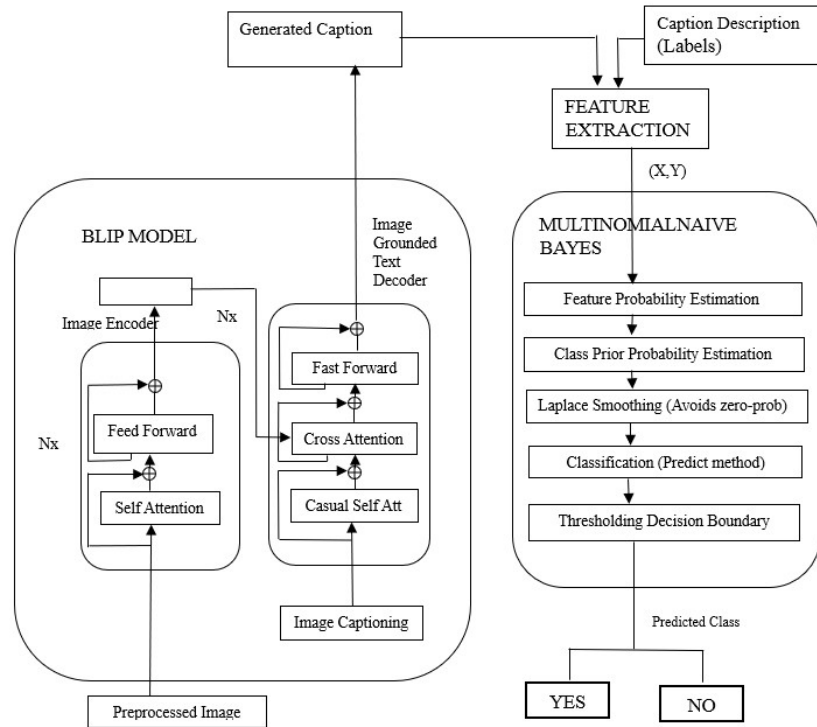 Generated Caption
Caption Description
(Labels)
FEATURE
EXTRACTION
(X,Y)
BLIP MODEL
Image
Grounded
Text
Decoder
Image Encoder
Nx
Fast Forward
Cross Attention
Casual Self Att
Nx
Feed Forward
Self Attention
Image Captioning
Preprocessed Image
MULTINOMIALNAIVE
BAYES
Feature Probability Estimation
Class Prior Probability Estimation
Laplace Smoothing (Avoids zero-prob)
Classification (Predict method)
Thresholding Decision Boundary
Predicted Class
YES
NO